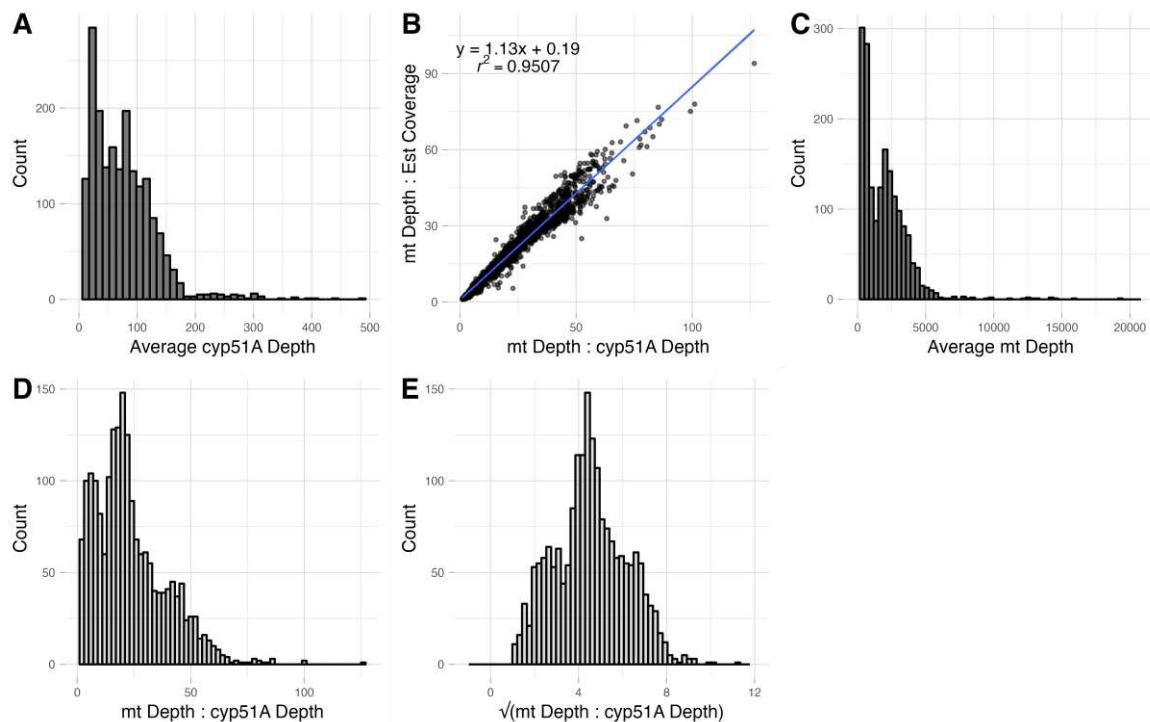 A
Count
200
100
0
0
100
200
300
400
500
Average cyp51A Depth
B
y = 1.13x + 0.19
r² = 0.9507
mt Depth : Est Coverage
90
60
30
0
0
50
100
mt Depth : cyp51A Depth
C
Count
300
200
100
0
0
5000
10000
15000
20000
Average mt Depth
D
Count
150
100
50
0
0
50
100
mt Depth : cyp51A Depth
E
Count
150
100
50
0
0
4
8
12
√(mt Depth : cyp51A Depth)